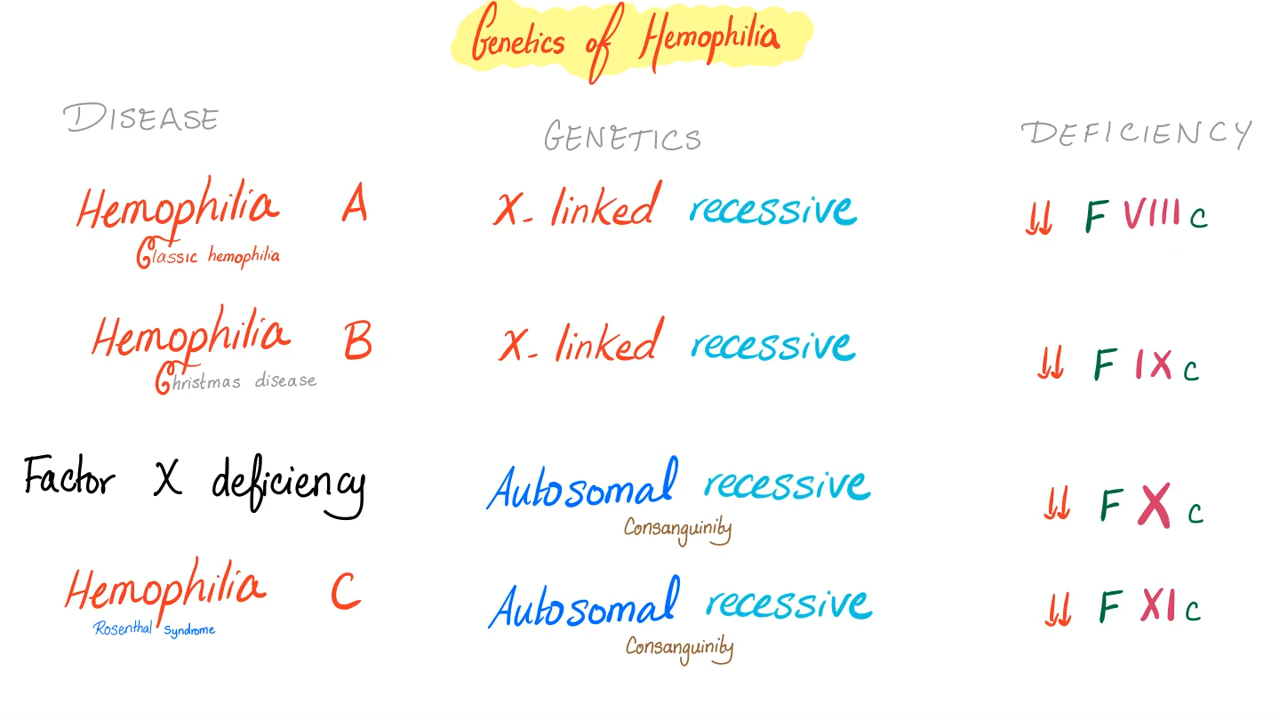 Genetics of Hemophilia
DISEASE GENETICS DEFICIENCY
Hemophilia A X- linked recessive ↓↓ F VIII c
Classic hemophilia
Hemophilia B X- linked recessive ↓↓ F IX c
Christmas disease
Factor X deficiency Autosomal recessive ↓↓ F X c
Consanguinity
Hemophilia C Autosomal recessive ↓↓ F XI c
Rosenthal Syndrome Consanguinity